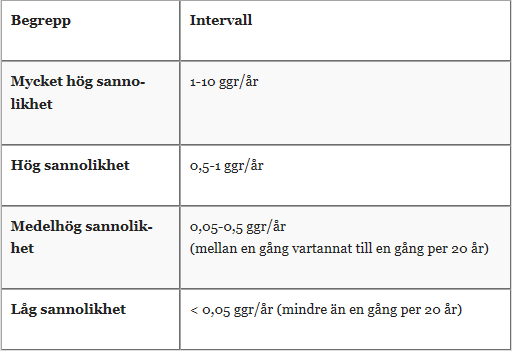 Begrepp Intervall
Mycket hög sanno-
likhet
1-10 ggr/år
Hög sannolikhet 0,5-1 ggr/år
Medelhög sannolik-
het
0,05-0,5 ggr/år
(mellan en gång vartannat till en gång per 20 år)
Låg sannolikhet < 0,05 ggr/år (mindre än en gång per 20 år)